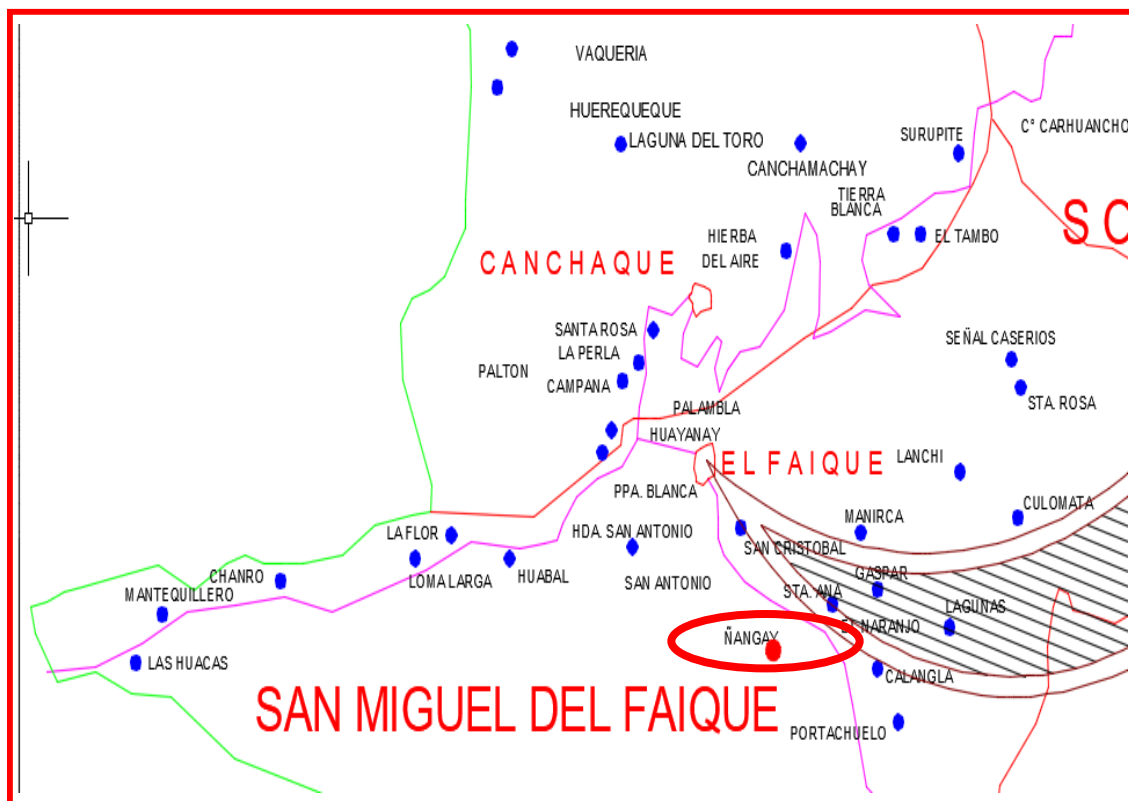 VAQUERIA
HUEREQUEQUE
LAGUNA DEL TORO
CANCHAMACHAY
SURUPITE
C° CARHUANCHO
TIERRA
BLANCA
EL TAMBO
SO
HIERBA
DEL AIRE
CANCHAQUE
SANTA ROSA
LA PERLA
CAMPANA
PALTON
SEÑAL CASERIOS
STA. ROSA
PALAMBLA
HUAYANAY
EL FAIQUE
LANCHI
PPA. BLANCA
CULOMATA
MANIRCA
LA FLOR
HDA. SAN ANTONIO
SAN CRISTOBAL
LOMA LARGA
HUABAL
CHANRO
SAN ANTONIO
GASPAR
STA. ANA
MANTEQUILLERO
LAGUNAS
EL NARANJO
ÑANGAY
LAS HUACAS
CALANGLA
SAN MIGUEL DEL FAIQUE
PORTACHUELO